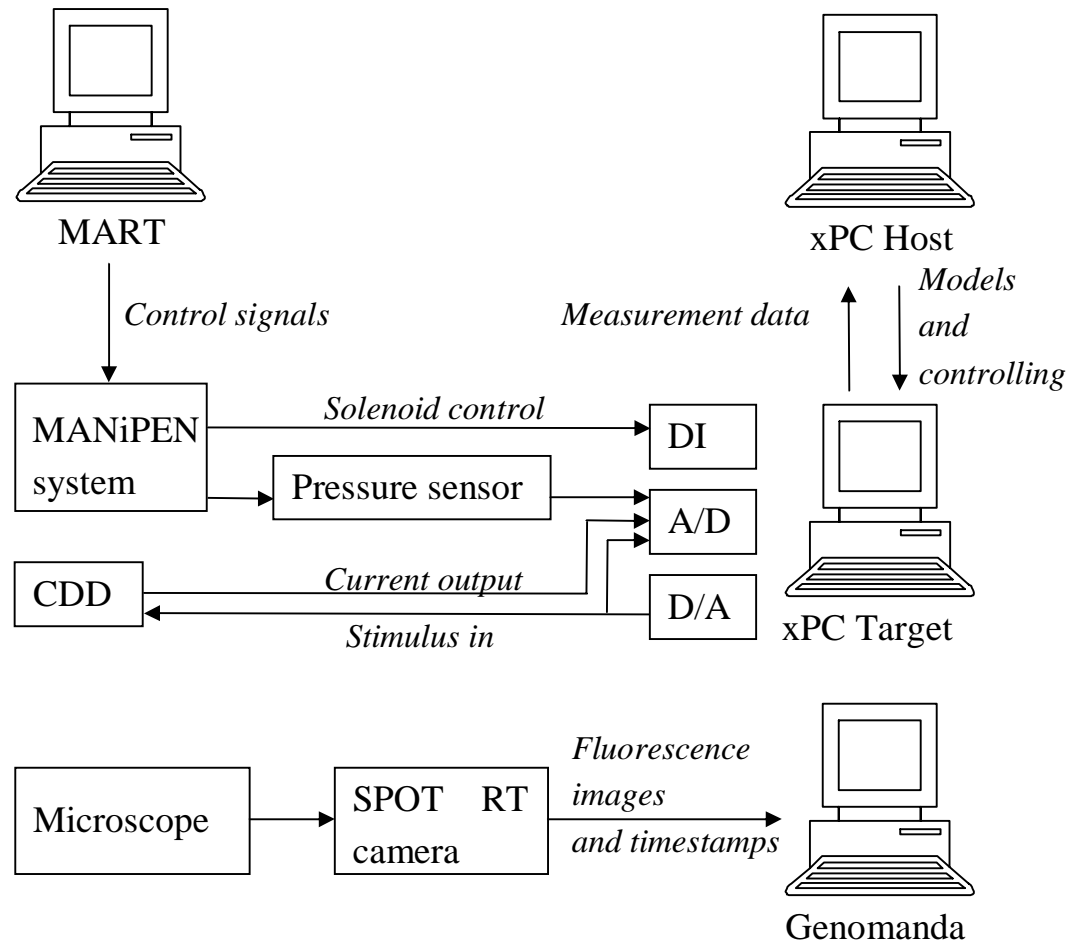 MART
xPC Host
Control signals
Measurement data
Models
and
controlling
MANiPEN
system
Solenoid control
DI
Pressure sensor
A/D
CDD
Current output
D/A
Stimulus in
xPC Target
Microscope
SPOT RT
camera
Fluorescence
images
and timestamps
Genomanda